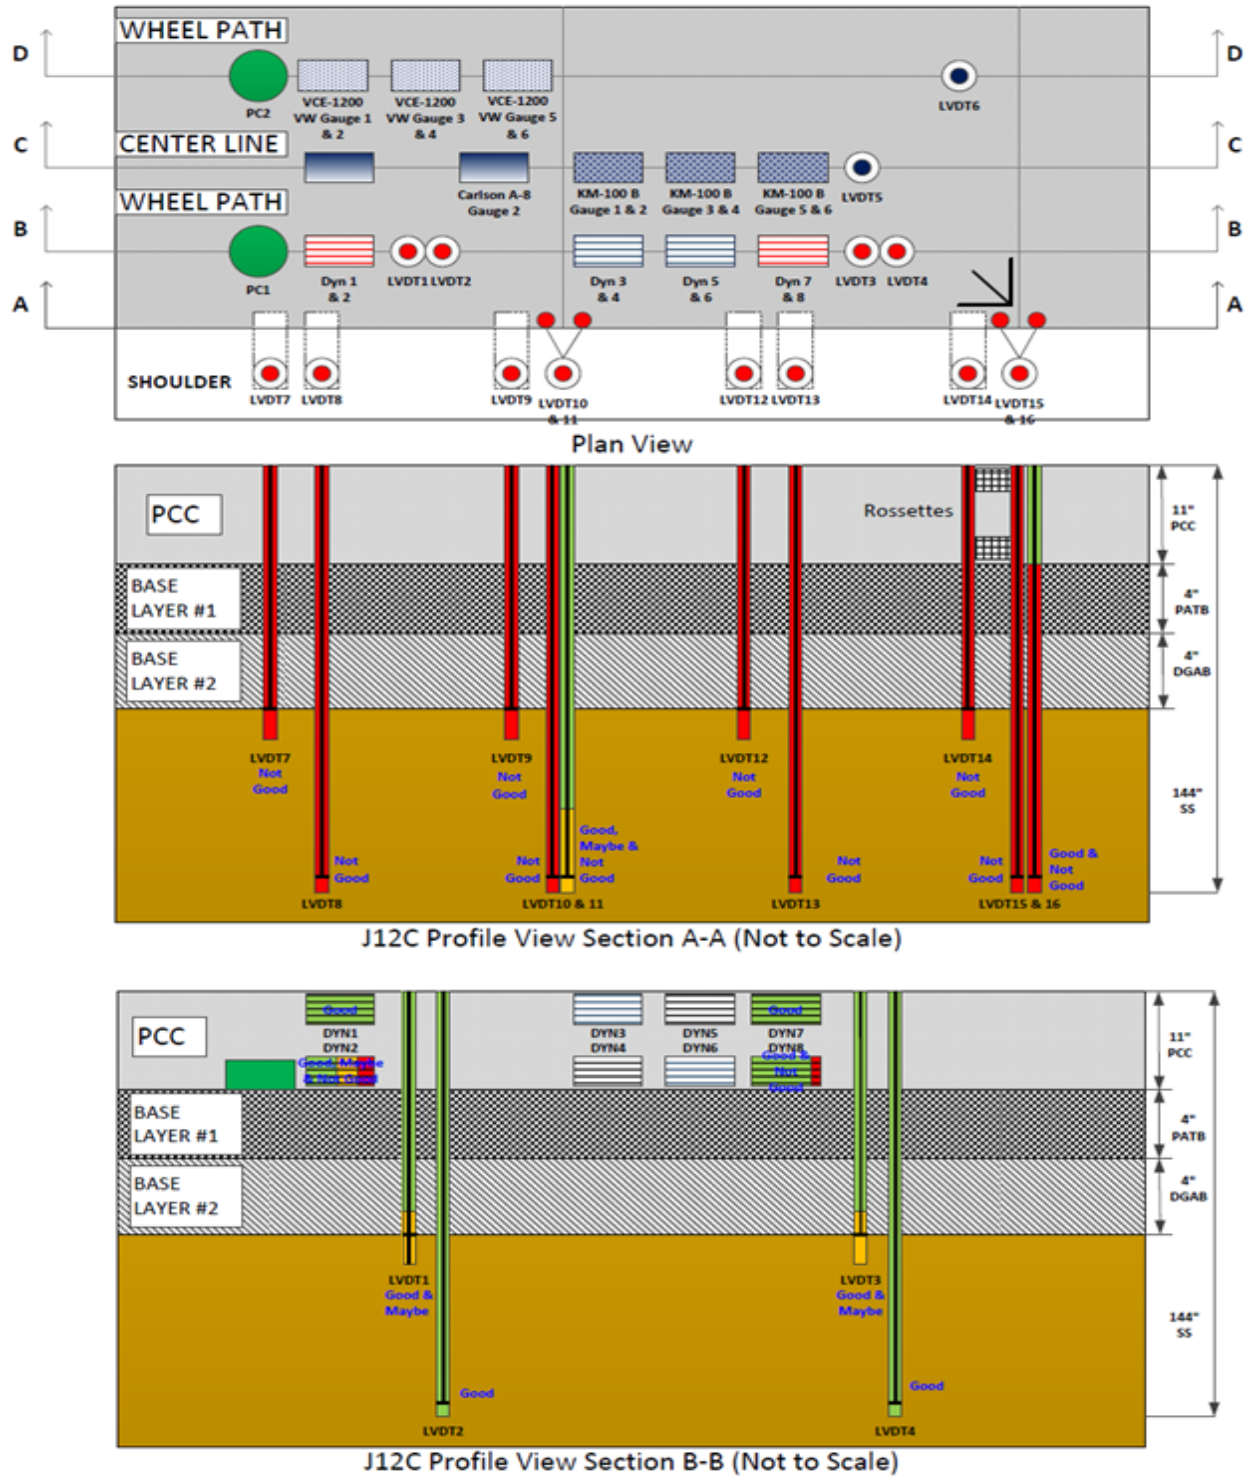 WHEEL PATH
D
D
PC2
VCE-1200
VW Gauge 1
& 2
VCE-1200
VW Gauge 3
& 4
VCE-1200
VW Gauge 5
& 6
LVDT6
C
CENTER LINE
C
Carlson A-8
Gauge 2
KM-100 B
Gauge 1 & 2
KM-100 B
Gauge 3 & 4
KM-100 B
Gauge 5 & 6
LVDT5
WHEEL PATH
B
B
PC1
Dyn 1
& 2
LVDT1
LVDT2
Dyn 3
& 4
Dyn 5
& 6
Dyn 7
& 8
LVDT3
LVDT4
A
A
SHOULDER
LVDT7
LVDT8
LVDT9
LVDT10
& 11
LVDT12
LVDT13
LVDT14
LVDT15
& 16
Plan View
PCC
Rossettes
11"
PCC
BASE
LAYER #1
4"
PATB
BASE
LAYER #2
4"
DGAB
LVDT7
Not
Good
LVDT9
Not
Good
LVDT12
Not
Good
LVDT14
Not
Good
144"
SS
Not
Good
LVDT8
Not
Good
Good,
Maybe &
Not
Good
LVDT10 & 11
Not
Good
LVDT13
Not
Good
Good &
Not
Good
LVDT15 & 16
J12C Profile View Section A-A (Not to Scale)
PCC
Good
DYN1
DYN2
Good, Maybe
& Not Good
DYN3
DYN4
DYN5
DYN6
Good
DYN7
DYN8
Good &
Not
Good
11"
PCC
BASE
LAYER #1
4"
PATB
BASE
LAYER #2
4"
DGAB
LVDT1
Good &
Maybe
LVDT3
Good &
Maybe
144"
SS
Good
LVDT2
Good
LVDT4
J12C Profile View Section B-B (Not to Scale)